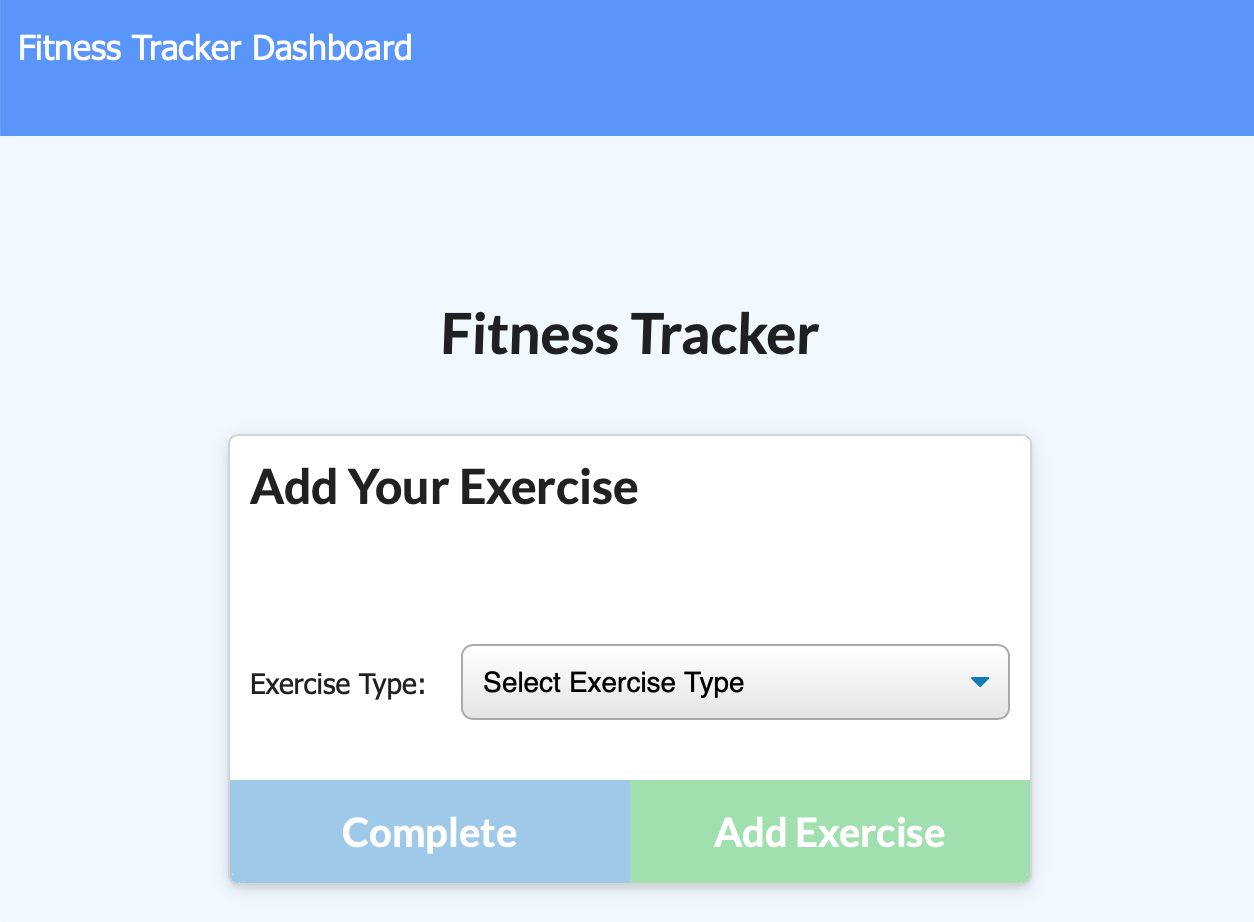 Fitness Tracker Dashboard
Fitness Tracker
Add Your Exercise
Exercise Type: Select Exercise Type
Complete Add Exercise